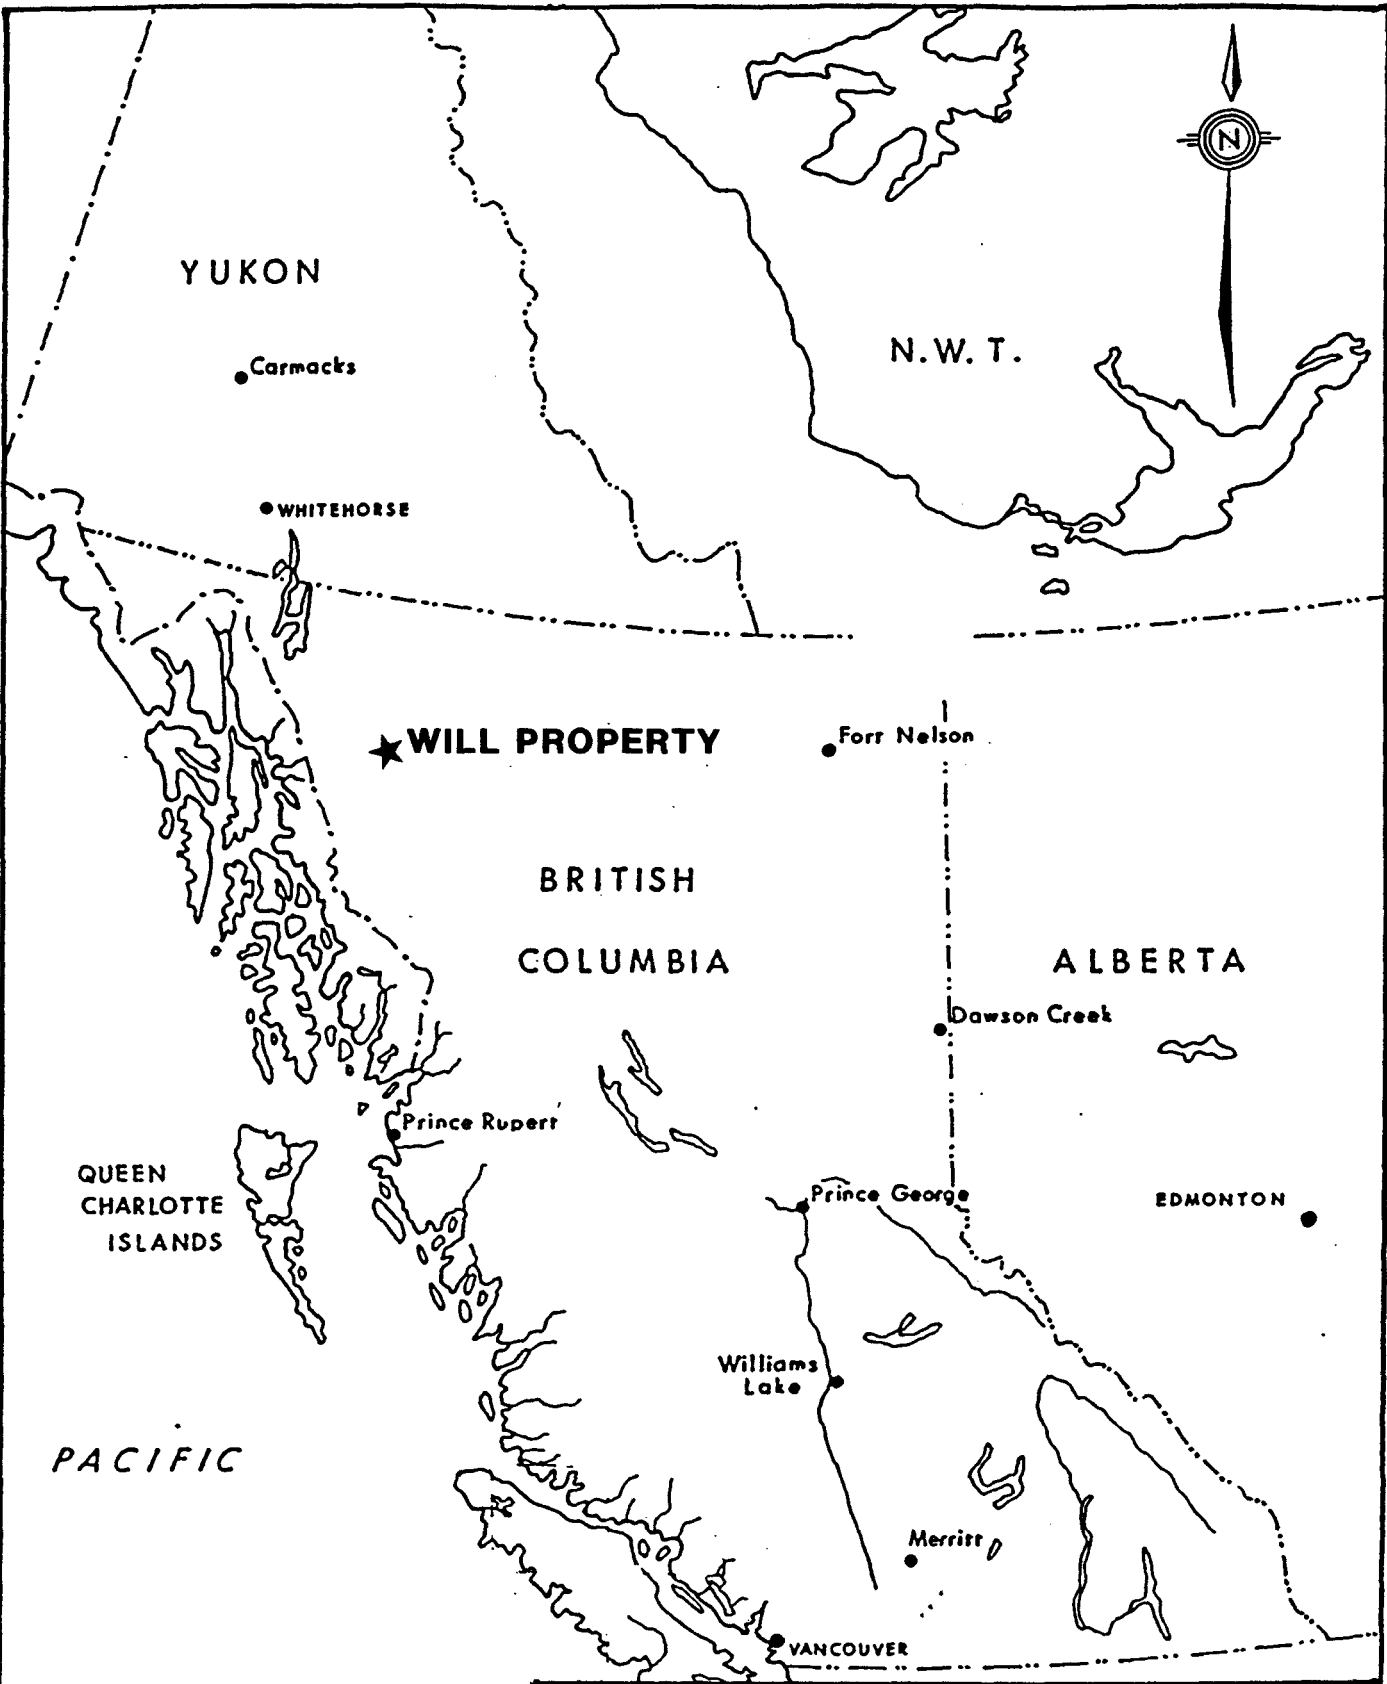 N
YUKON
N.W.T.
Carmacks
WHITEHORSE
WILL PROPERTY
Fort Nelson
BRITISH
COLUMBIA
ALBERTA
Dawson Creek
Prince Rupert
QUEEN
CHARLOTTE
ISLANDS
Prince George
EDMONTON
Williams
Lake
PACIFIC
Merritt
VANCOUVER